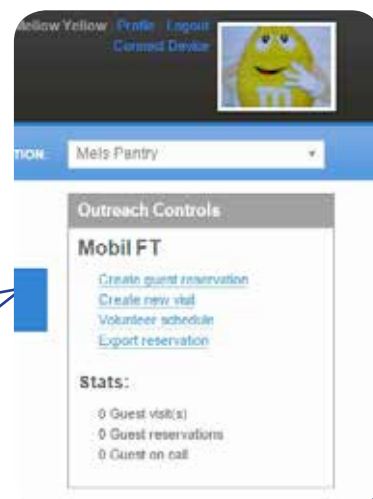 Mellow Yellow Profile Logout
Connect Device
TION:
Mels Pantry
Outreach Controls
Mobil FT
Create guest reservation
Create new visit
Volunteer schedule
Export reservation
Stats:
0 Guest visit(s)
0 Guest reservations
0 Guest on call
m